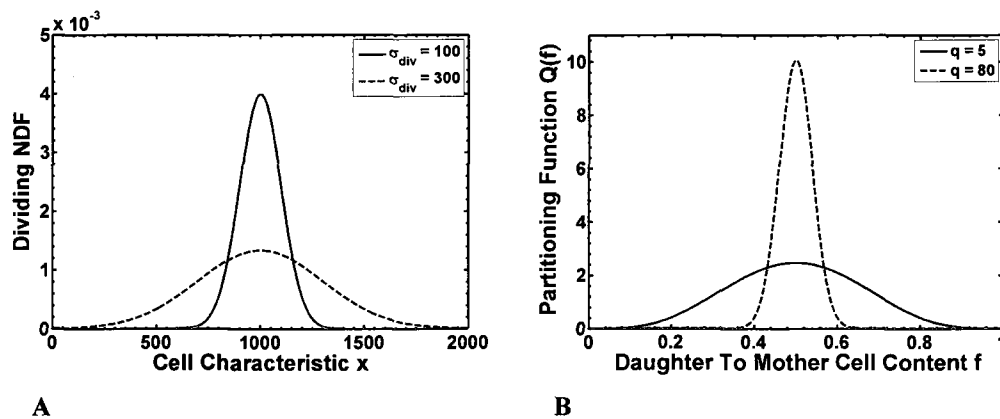 x 10⁻³
5
4
3
2
1
0
0 500 1000 1500 2000
Dividing NDF
Cell Characteristic x
σdiv = 100
σdiv = 300
A
10
8
6
4
2
0
0 0.2 0.4 0.6 0.8 1
Partitioning Function Q(f)
Daughter To Mother Cell Content f
q = 5
q = 80
B